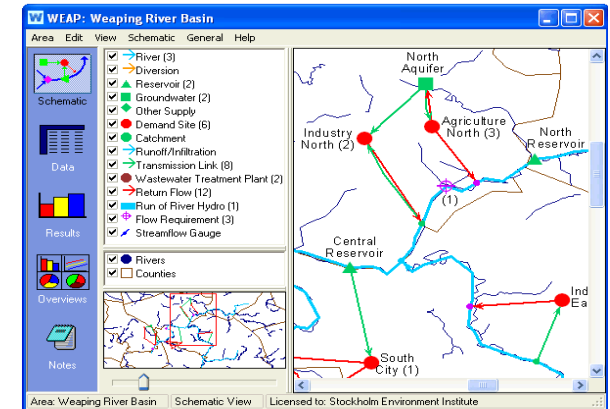 WEAP: Weaping River Basin
Area Edit View Schematic General Help
Schematic
Data
Results
Overviews
Notes
River (3)
Diversion
Reservoir (2)
Groundwater (2)
Other Supply
Demand Site (6)
Catchment
Runoff/Infiltration
Transmission Link (8)
Wastewater Treatment Plant (2)
Return Flow (12)
Run of River Hydro (1)
Flow Requirement (3)
Streamflow Gauge
Rivers
Counties
North
Aquifer
Agriculture
North (3)
Industry
North (2)
North
Reservoir
(1)
Central
Reservoir
Ind
Ea
South
City (1)
Area: Weaping River Basin Schematic View Licensed to: Stockholm Environment Institute